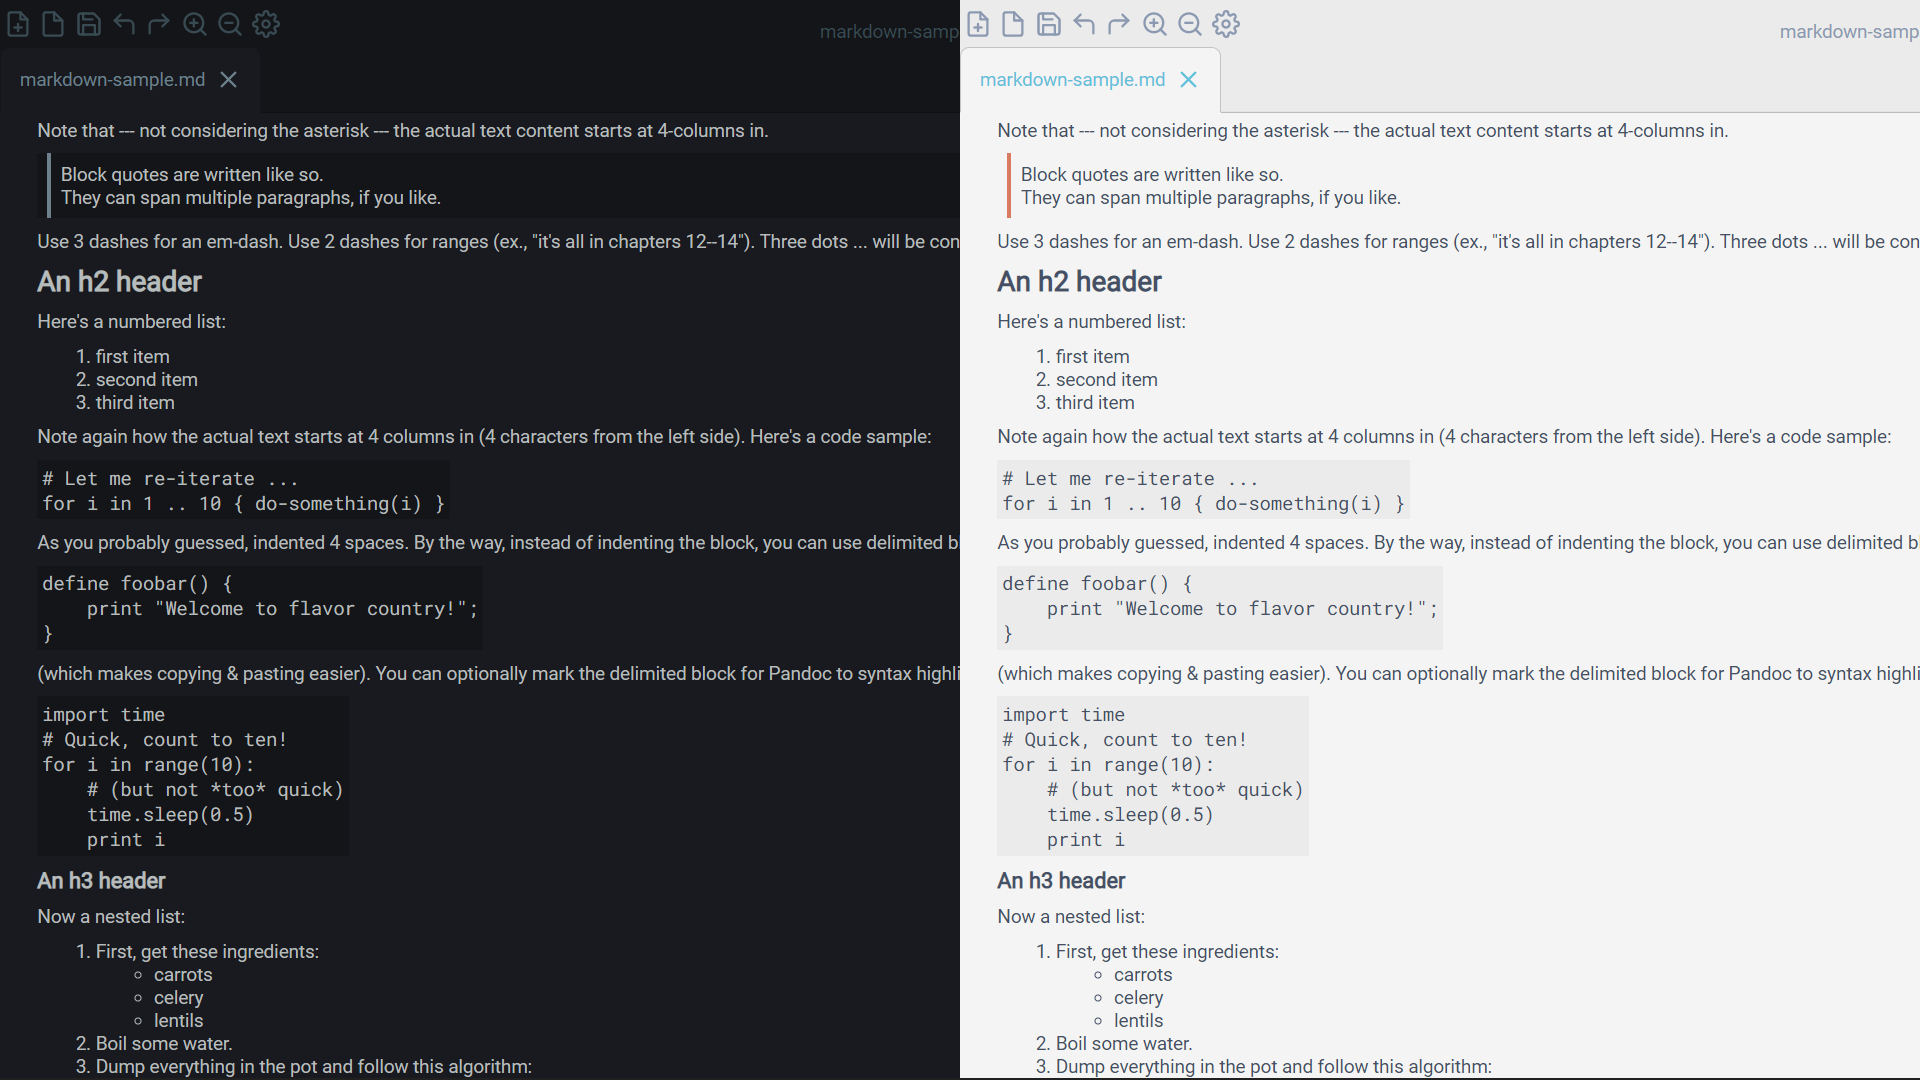 markdown-samp
markdown-sample.md
Note that --- not considering the asterisk --- the actual text content starts at 4-columns in.
Block quotes are written like so.
They can span multiple paragraphs, if you like.
Use 3 dashes for an em-dash. Use 2 dashes for ranges (ex., "it's all in chapters 12--14"). Three dots ... will be con
An h2 header
Here's a numbered list:
1. first item
2. second item
3. third item
Note again how the actual text starts at 4 columns in (4 characters from the left side). Here's a code sample:
# Let me re-iterate ...
for i in 1 .. 10 { do-something(i) }
As you probably guessed, indented 4 spaces. By the way, instead of indenting the block, you can use delimited b
define foobar() {
    print "Welcome to flavor country!";
}
(which makes copying & pasting easier). You can optionally mark the delimited block for Pandoc to syntax highli
import time
# Quick, count to ten!
for i in range(10):
    # (but not *too* quick)
    time.sleep(0.5)
    print i
An h3 header
Now a nested list:
1. First, get these ingredients:
◦ carrots
◦ celery
◦ lentils
2. Boil some water.
3. Dump everything in the pot and follow this algorithm:
markdown-samp
markdown-sample.md
Note that --- not considering the asterisk --- the actual text content starts at 4-columns in.
Block quotes are written like so.
They can span multiple paragraphs, if you like.
Use 3 dashes for an em-dash. Use 2 dashes for ranges (ex., "it's all in chapters 12--14"). Three dots ... will be con
An h2 header
Here's a numbered list:
1. first item
2. second item
3. third item
Note again how the actual text starts at 4 columns in (4 characters from the left side). Here's a code sample:
# Let me re-iterate ...
for i in 1 .. 10 { do-something(i) }
As you probably guessed, indented 4 spaces. By the way, instead of indenting the block, you can use delimited b
define foobar() {
    print "Welcome to flavor country!";
}
(which makes copying & pasting easier). You can optionally mark the delimited block for Pandoc to syntax highli
import time
# Quick, count to ten!
for i in range(10):
    # (but not *too* quick)
    time.sleep(0.5)
    print i
An h3 header
Now a nested list:
1. First, get these ingredients:
◦ carrots
◦ celery
◦ lentils
2. Boil some water.
3. Dump everything in the pot and follow this algorithm: